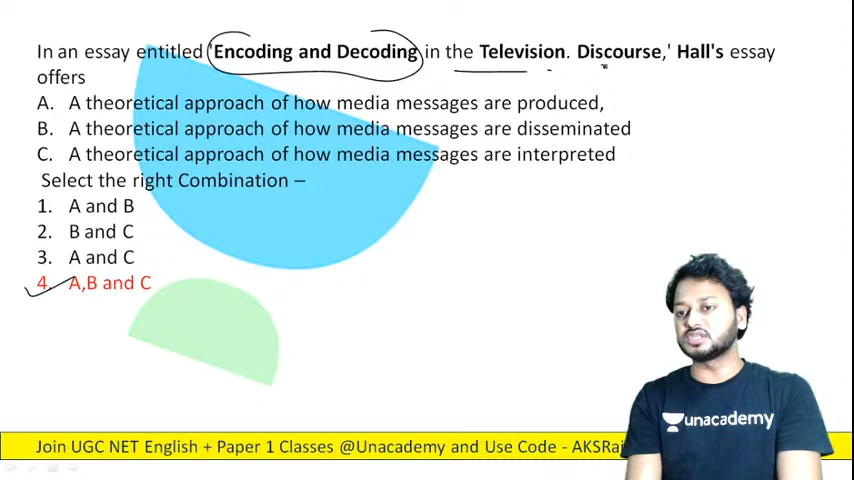 In an essay entitled 'Encoding and Decoding in the Television. Discourse,' Hall's essay
offers
A. A theoretical approach of how media messages are produced,
B. A theoretical approach of how media messages are disseminated
C. A theoretical approach of how media messages are interpreted
Select the right Combination –
1. A and B
2. B and C
3. A and C
4. A,B and C
unacademy
Join UGC NET English + Paper 1 Classes @Unacademy and Use Code - AKSRaj